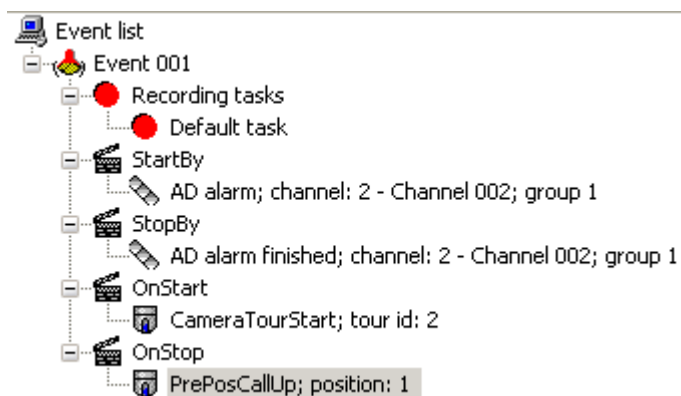 Event list
Event 001
Recording tasks
Default task
StartBy
AD alarm; channel: 2 - Channel 002; group 1
StopBy
AD alarm finished; channel: 2 - Channel 002; group 1
OnStart
CameraTourStart; tour id: 2
OnStop
PrePosCallUp; position: 1